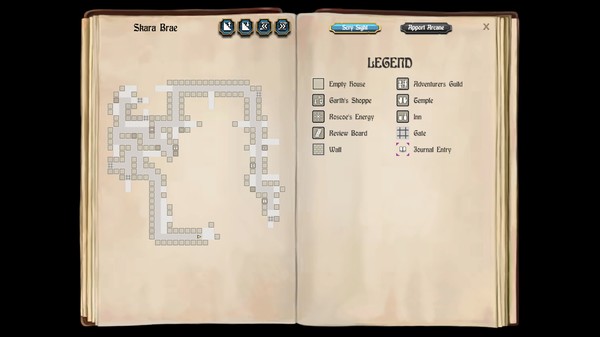 Skara Brae
Scry Sight
Apport Arcane
LEGEND
Empty House
Garth's Shoppe
Roscoe's Energy
Review Board
Wall
Adventurers Guild
Temple
Inn
Gate
Journal Entry